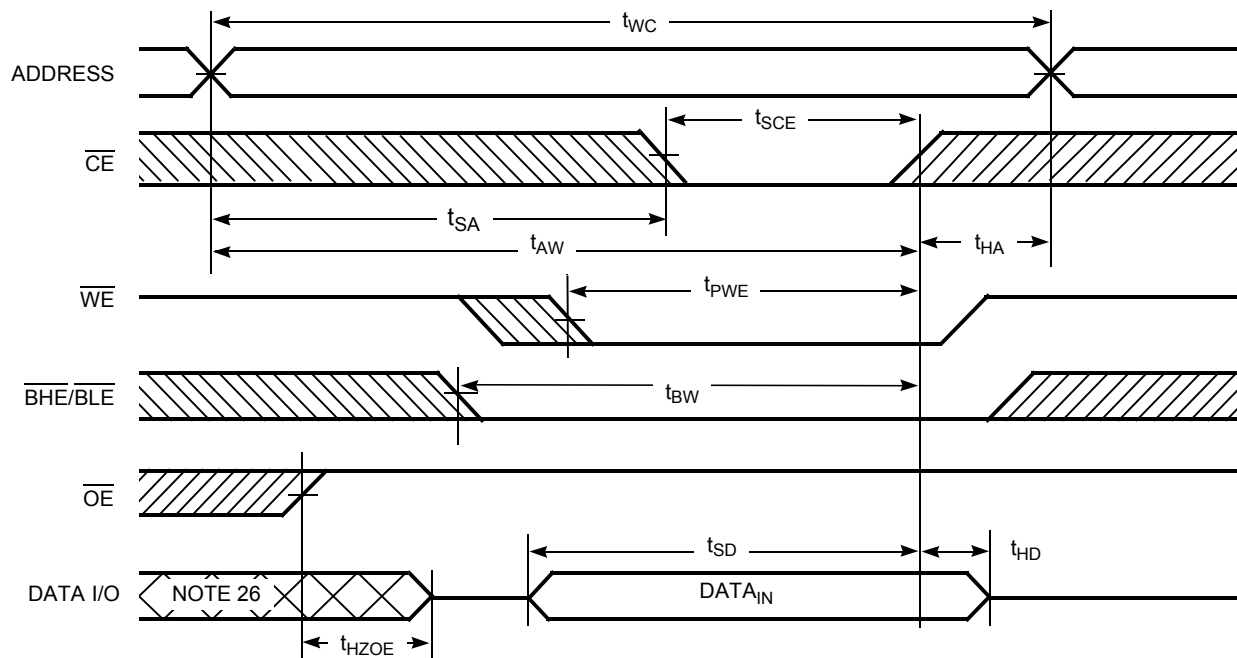 tWC
ADDRESS
tSCE
CE
tSA
tAW
tHA
WE
tPWE
BHE/BLE
tBW
OE
tSD
tHD
DATA I/O
NOTE 26
DATAIN
tHZOE